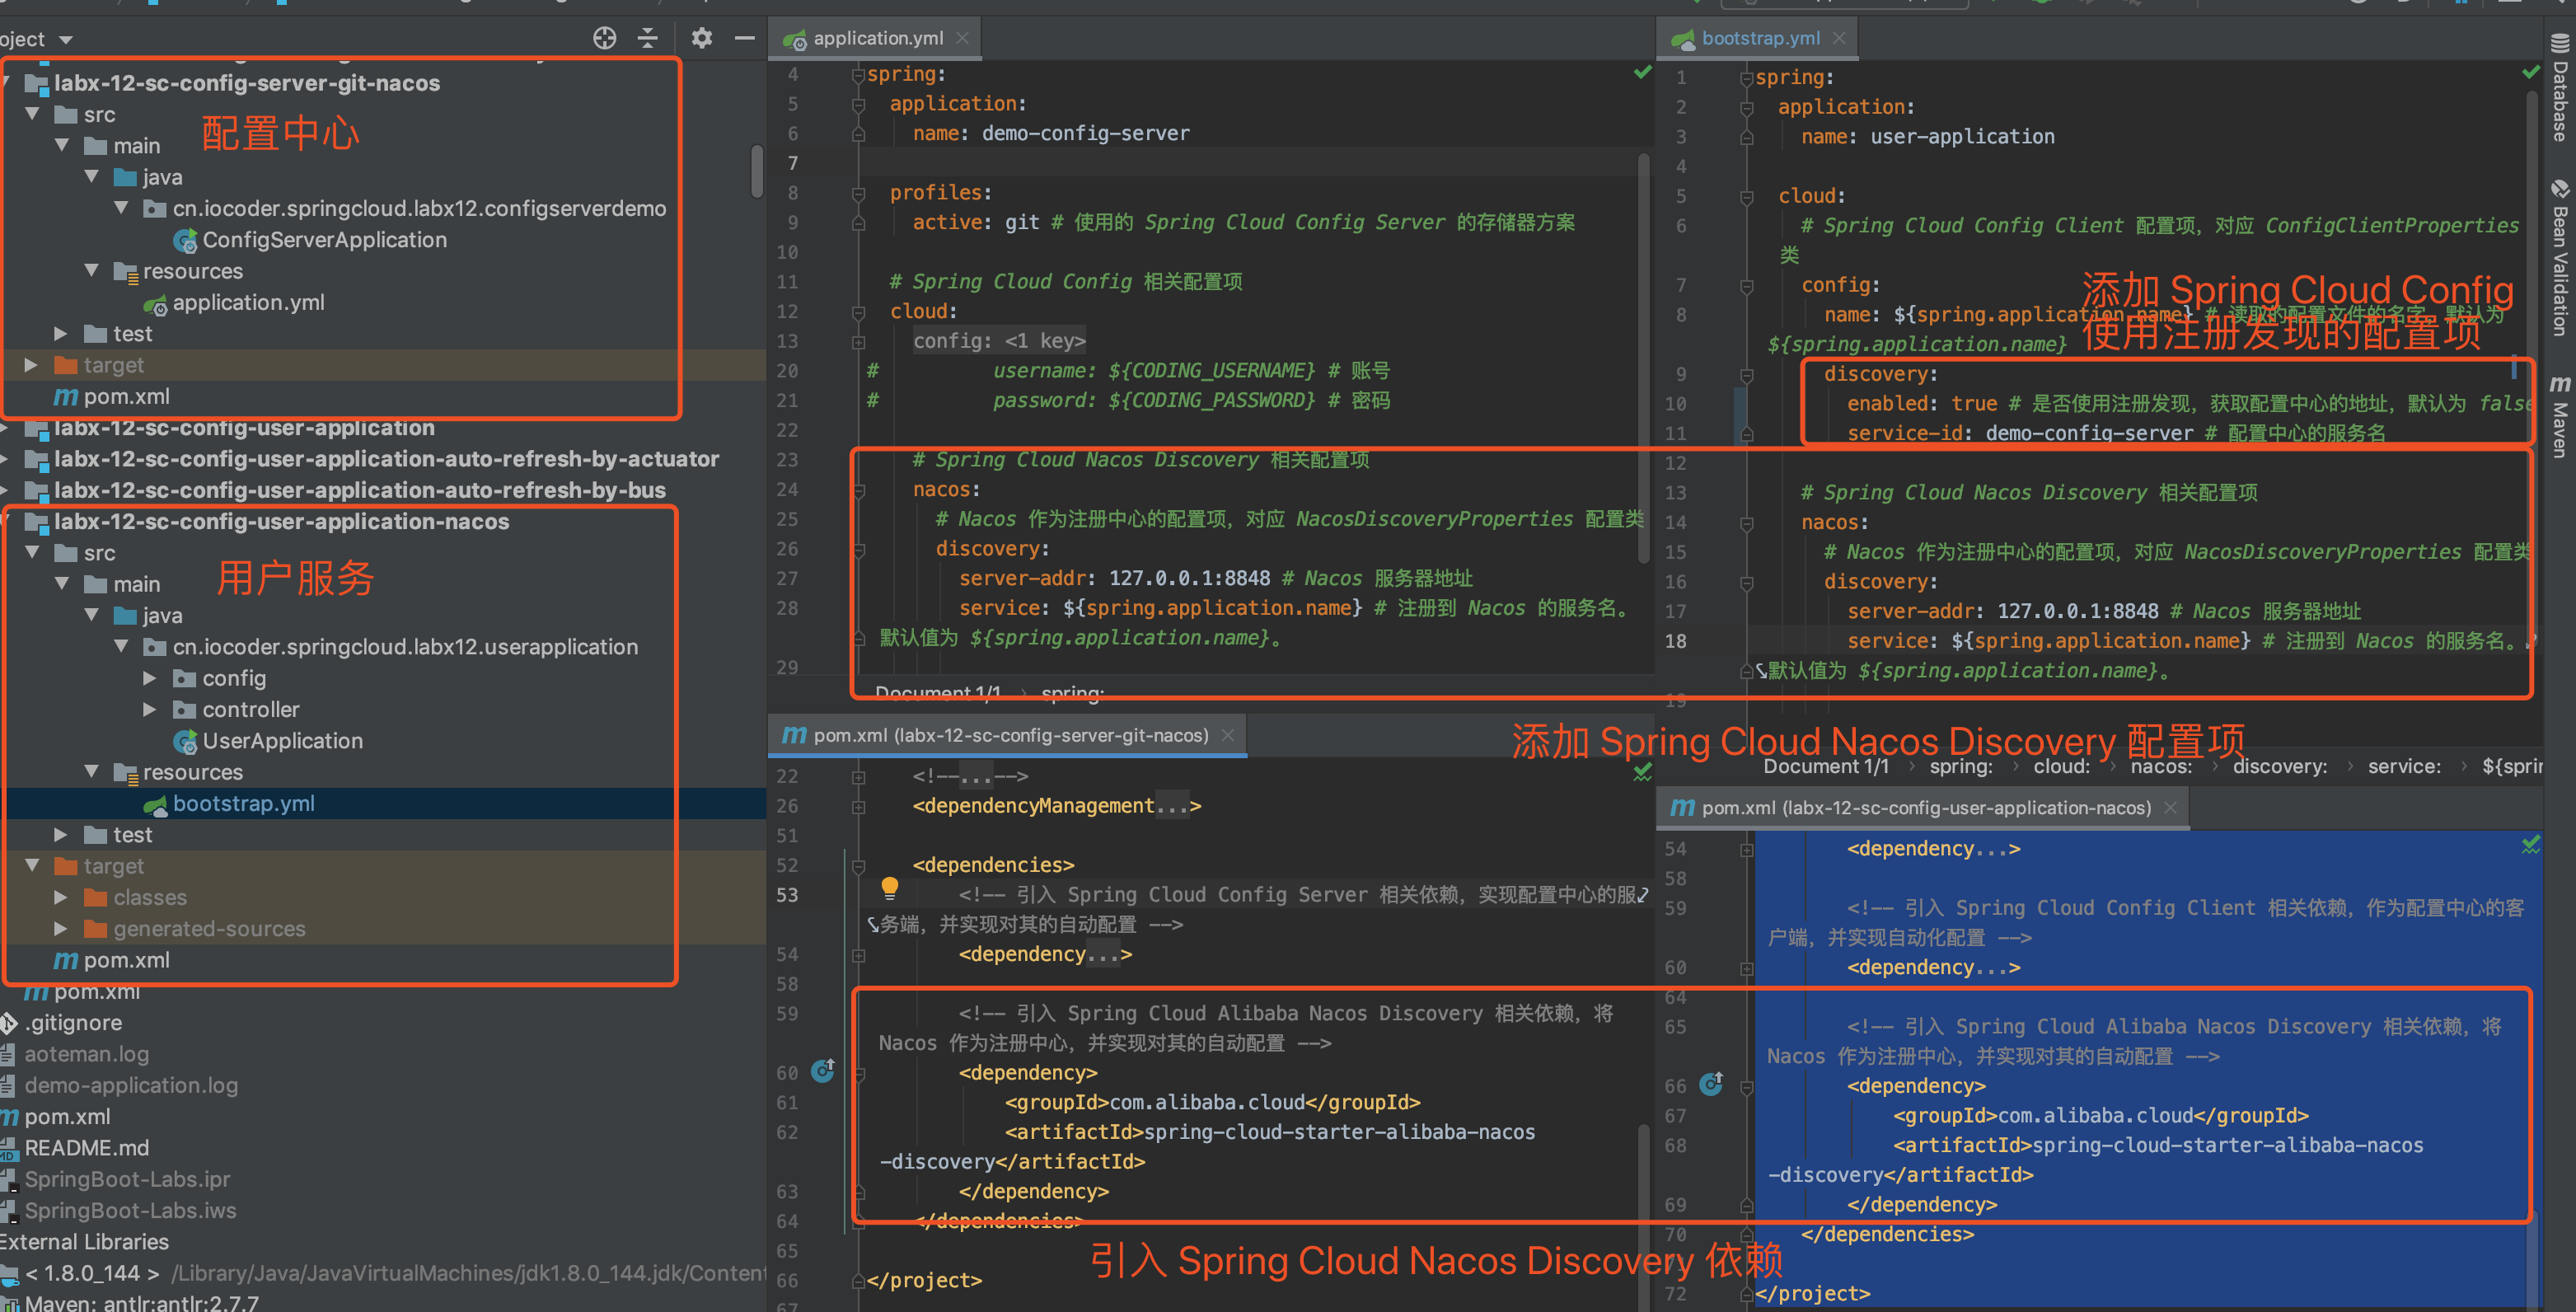 oject
labx-12-sc-config-server-git-nacos
src
配置中心
main
java
cn.iocoder.springcloud.labx12.configserverdemo
ConfigServerApplication
resources
application.yml
test
target
pom.xml
labx-12-sc-config-user-application
labx-12-sc-config-user-application-auto-refresh-by-actuator
labx-12-sc-config-user-application-auto-refresh-by-bus
labx-12-sc-config-user-application-nacos
src
用户服务
main
java
cn.iocoder.springcloud.labx12.userapplication
config
controller
UserApplication
resources
bootstrap.yml
test
target
classes
generated-sources
pom.xml
pom.xml
.gitignore
aoteman.log
demo-application.log
pom.xml
README.md
SpringBoot-Labs.ipr
SpringBoot-Labs.iws
External Libraries
< 1.8.0_144 > /Library/Java/JavaVirtualMachines/jdk1.8.0_144.jdk/Content
Maven: antlr:antlr:2.7.7
application.yml
4 spring:
5 application:
6 name: demo-config-server
7
8 profiles:
9 active: git # 使用的 Spring Cloud Config Server 的存储器方案
10
11 # Spring Cloud Config 相关配置项
12 cloud:
13 config: <1 key>
20 # username: ${CODING_USERNAME} # 账号
21 # password: ${CODING_PASSWORD} # 密码
22
23 # Spring Cloud Nacos Discovery 相关配置项
24 nacos:
25 # Nacos 作为注册中心的配置项，对应 NacosDiscoveryProperties 配置类
26 discovery:
27 server-addr: 127.0.0.1:8848 # Nacos 服务器地址
28 service: ${spring.application.name} # 注册到 Nacos 的服务名。
默认值为 ${spring.application.name}。
29
Document 1/1 › spring:
bootstrap.yml
1 spring:
2 application:
3 name: user-application
4
5 cloud:
6 # Spring Cloud Config Client 配置项，对应 ConfigClientProperties
类
7 config:
添加 Spring Cloud Config
8 name: ${spring.application.name} # 读取的配置文件的名字，默认为
使用注册发现的配置项
${spring.application.name}
9 discovery:
10 enabled: true # 是否使用注册发现，获取配置中心的地址，默认为 false
11 service-id: demo-config-server # 配置中心的服务名
12
13 # Spring Cloud Nacos Discovery 相关配置项
14 nacos:
15 # Nacos 作为注册中心的配置项，对应 NacosDiscoveryProperties 配置类
16 discovery:
17 server-addr: 127.0.0.1:8848 # Nacos 服务器地址
18 service: ${spring.application.name} # 注册到 Nacos 的服务名。
默认值为 ${spring.application.name}。
19
添加 Spring Cloud Nacos Discovery 配置项
Document 1/1 › spring: › cloud: › nacos: › discovery: › service: › ${sprin
pom.xml (labx-12-sc-config-server-git-nacos)
22 <!--...-->
26 <dependencyManagement...>
51
52 <dependencies>
53 <!-- 引入 Spring Cloud Config Server 相关依赖，实现配置中心的服
务端，并实现对其的自动配置 -->
54 <dependency...>
58
59 <!-- 引入 Spring Cloud Alibaba Nacos Discovery 相关依赖，将
Nacos 作为注册中心，并实现对其的自动配置 -->
60 <dependency>
61 <groupId>com.alibaba.cloud</groupId>
62 <artifactId>spring-cloud-starter-alibaba-nacos
-discovery</artifactId>
63 </dependency>
64 </dependencies>
65
66 </project>
67
引入 Spring Cloud Nacos Discovery 依赖
pom.xml (labx-12-sc-config-user-application-nacos)
54 <dependency...>
58
59 <!-- 引入 Spring Cloud Config Client 相关依赖，作为配置中心的客
户端，并实现自动化配置 -->
60 <dependency...>
64
65 <!-- 引入 Spring Cloud Alibaba Nacos Discovery 相关依赖，将
Nacos 作为注册中心，并实现对其的自动配置 -->
66 <dependency>
67 <groupId>com.alibaba.cloud</groupId>
68 <artifactId>spring-cloud-starter-alibaba-nacos
-discovery</artifactId>
69 </dependency>
70 </dependencies>
72 </project>
Database
Bean Validation
Maven